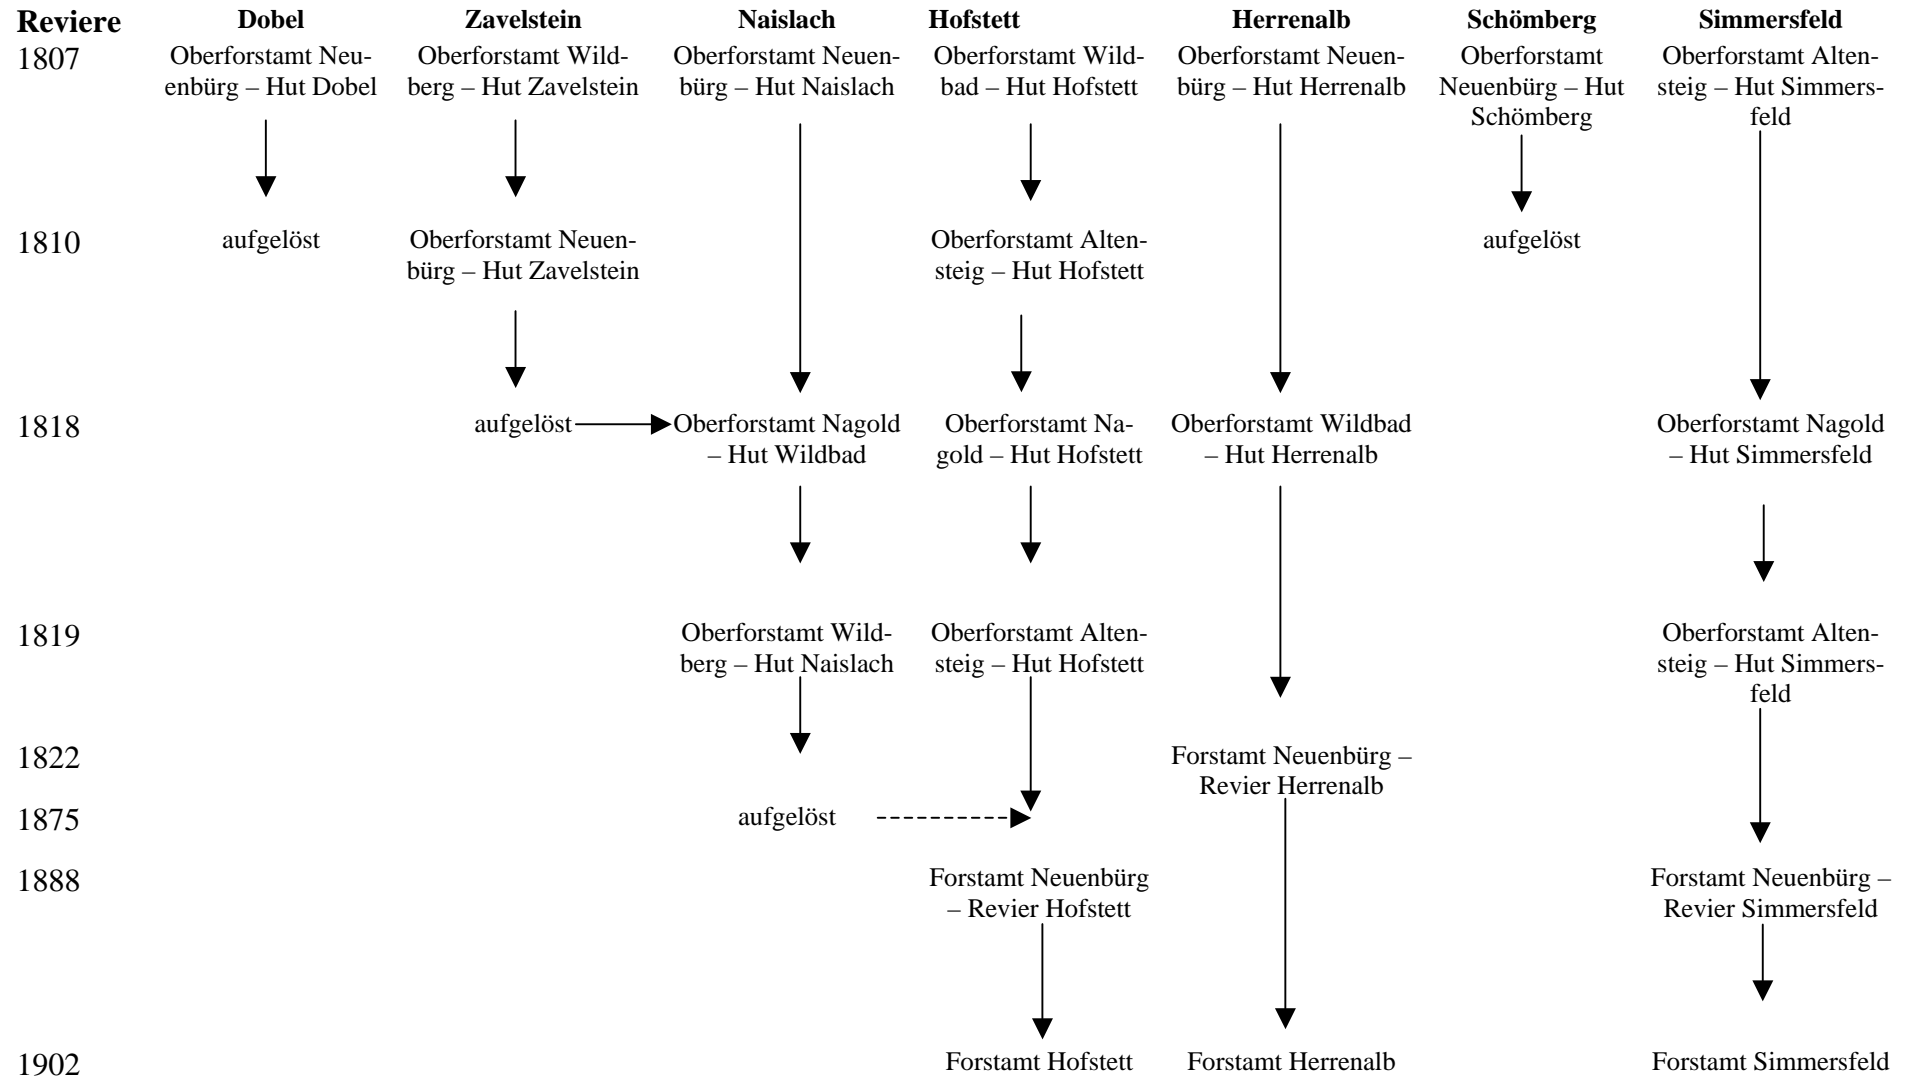 Reviere Dobel Zavelstein Naislach Hofstett Herrenalb Schömberg Simmersfeld
1807
Oberforstamt Neu-
enbürg – Hut Dobel
Oberforstamt Wild-
berg – Hut Zavelstein
Oberforstamt Neuen-
bürg – Hut Naislach
Oberforstamt Wild-
bad – Hut Hofstett
Oberforstamt Neuen-
bürg – Hut Herrenalb
Oberforstamt
Neuenbürg – Hut
Schömberg
Oberforstamt Alten-
steig – Hut Simmers-
feld
1810
aufgelöst
Oberforstamt Neuen-
bürg – Hut Zavelstein
Oberforstamt Alten-
steig – Hut Hofstett
aufgelöst
1818
aufgelöst
Oberforstamt Nagold
– Hut Wildbad
Oberforstamt Na-
gold – Hut Hofstett
Oberforstamt Wildbad
– Hut Herrenalb
Oberforstamt Nagold
– Hut Simmersfeld
1819
Oberforstamt Wild-
berg – Hut Naislach
Oberforstamt Alten-
steig – Hut Hofstett
Oberforstamt Alten-
steig – Hut Simmers-
feld
1822
Forstamt Neuenbürg –
Revier Herrenalb
1875
aufgelöst
1888
Forstamt Neuenbürg
– Revier Hofstett
Forstamt Neuenbürg –
Revier Simmersfeld
1902
Forstamt Hofstett
Forstamt Herrenalb
Forstamt Simmersfeld